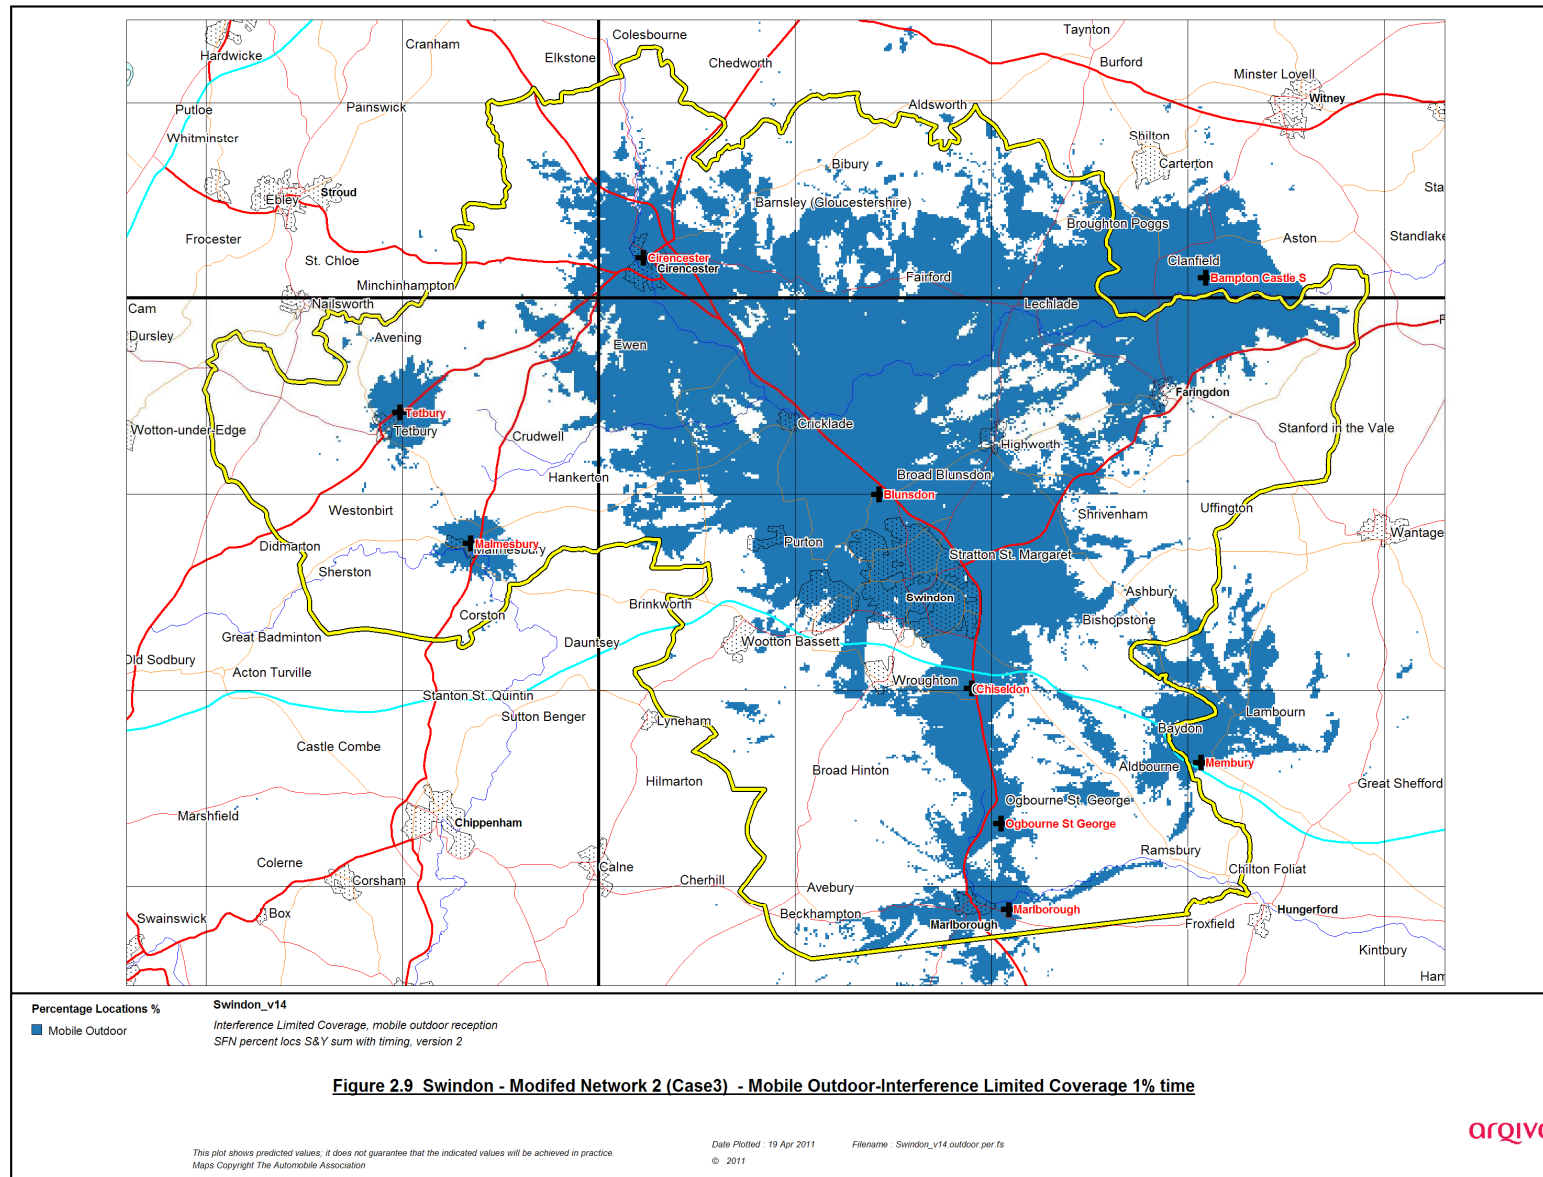 Colesbourne
Taynton
Cranham
Hardwicke
Elkstone
Chedworth
Burford
Minster Lovell
Witney
Putloe
Painswick
Aldsworth
Whitminster
Shilton
Carterton
Bibury
Stroud
Ebley
Sta
Barnsley (Gloucestershire)
Broughton Poggs
Frocester
Aston
Standlake
St. Chloe
Cirencester
Cirencester
Clanfield
Fairford
Bampton Castle S
Minchinhampton
Nailsworth
Cam
Lechlade
Dursley
Avening
Ewen
Faringdon
Tetbury
Tetbury
Wotton-under-Edge
Crudwell
Cricklade
Stanford in the Vale
Highworth
Hankerton
Broad Blunsdon
Blunsdon
Westonbirt
Uffington
Shrivenham
Wantage
Didmarton
Malmesbury
Malmesbury
Purton
Stratton St. Margaret
Sherston
Ashbury
Swindon
Brinkworth
Corston
Bishopstone
Great Badminton
Dauntsey
Wootton Bassett
Old Sodbury
Acton Turville
Wroughton
Chiseldon
Stanton St. Quintin
Sutton Benger
Lambourn
Lyneham
Baydon
Castle Combe
Membury
Aldbourne
Broad Hinton
Hilmarton
Great Shefford
Ogbourne St. George
Marshfield
Chippenham
Ogbourne St George
Ramsbury
Colerne
Calne
Chilton Foliat
Corsham
Cherhill
Avebury
Box
Beckhampton
Marlborough
Hungerford
Swainswick
Marlborough
Froxfield
Kintbury
Ham
Percentage Locations %
Mobile Outdoor
Swindon_v14
Interference Limited Coverage, mobile outdoor reception
SFN percent locs S&Y sum with timing, version 2
Figure 2.9  Swindon - Modifed Network 2 (Case3)  - Mobile Outdoor-Interference Limited Coverage 1% time
This plot shows predicted values; it does not guarantee that the indicated values will be achieved in practice.
Maps Copyright The Automobile Association
Date Plotted : 19 Apr 2011
Filename : Swindon_v14.outdoor.per.fs
© 2011
arqiva